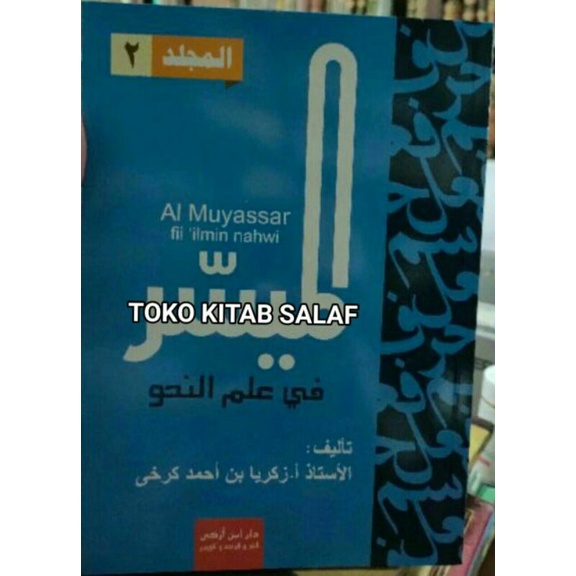 المجلد ٢
Al Muyassar
fii 'ilmin nahwi
الميسّر
TOKO KITAB SALAF
في علم النحو
تأليف :
الأستاذ أ.زكريا بن أحمد كرخى